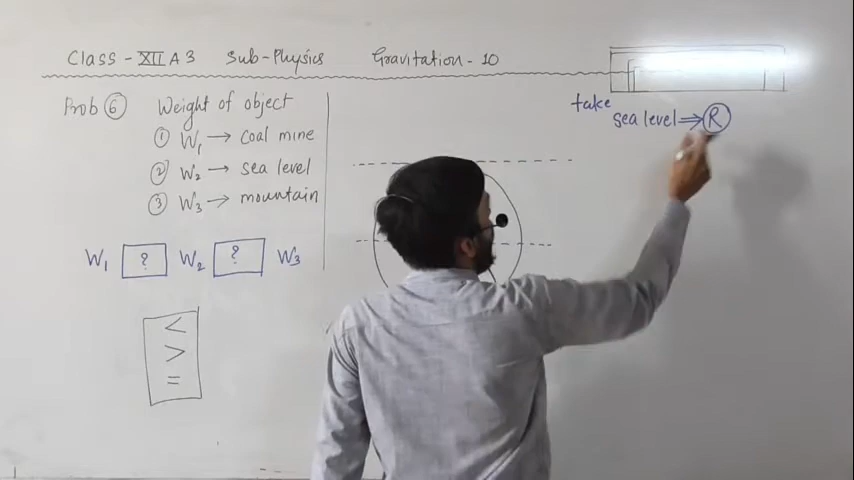 Class - XII A3 Sub-Physics Gravitation-10
Prob ⑥ Weight of object
① W₁ → coal mine
② W₂ → sea level
③ W₃ → mountain
W₁ ? W₂ ? W₃
<
>
=
take
sea level ⇒ R